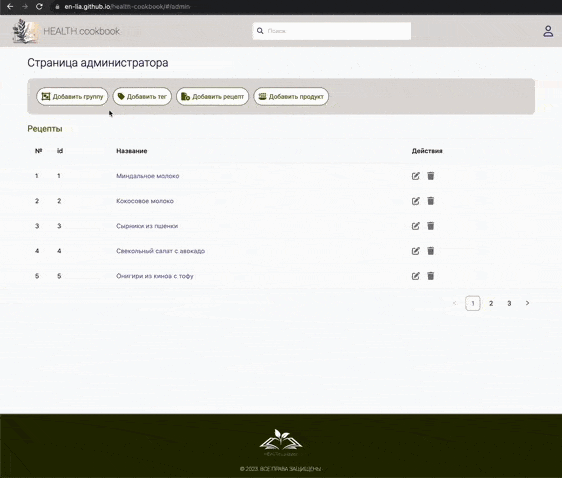 en-lia.github.io/health-cookbook/#/admin
HEALTH cookbook
Поиск
Страница администратора
Добавить группу Добавить тег Добавить рецепт Добавить продукт
Рецепты
№ id Название Действия
1 1 Миндальное молоко
2 2 Кокосовое молоко
3 3 Сырники из пшенки
4 4 Свекольный салат с авокадо
5 5 Онигири из киноа с тофу
< 1 2 3 >
© 2023. ВСЕ ПРАВА ЗАЩИЩЕНЫ